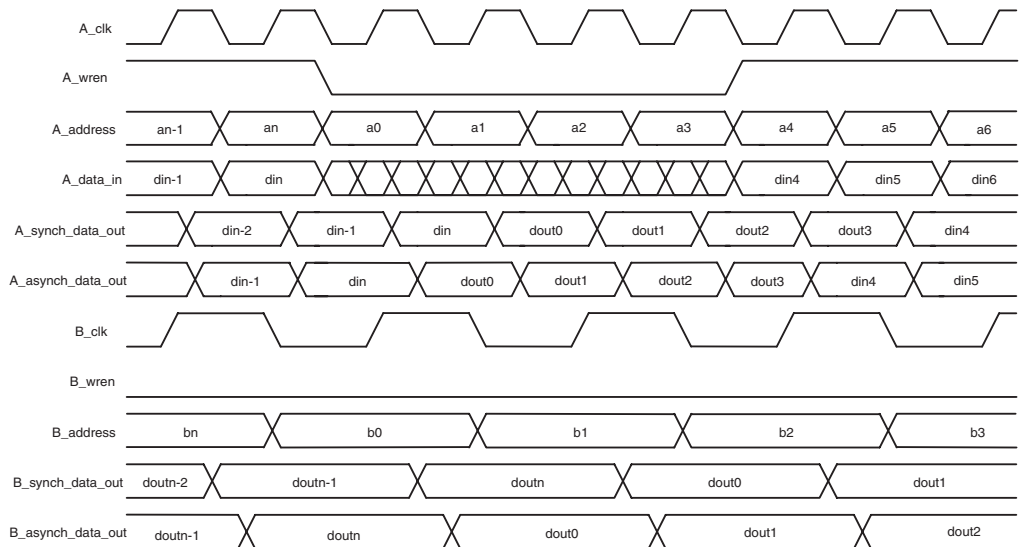 A_clk
A_wren
A_address an-1 an a0 a1 a2 a3 a4 a5 a6
A_data_in din-1 din din4 din5 din6
A_synch_data_out din-2 din-1 din dout0 dout1 dout2 dout3 din4
A_asynch_data_out din-1 din dout0 dout1 dout2 dout3 din4 din5
B_clk
B_wren
B_address bn b0 b1 b2 b3
B_synch_data_out doutn-2 doutn-1 doutn dout0 dout1
B_asynch_data_out doutn-1 doutn dout0 dout1 dout2